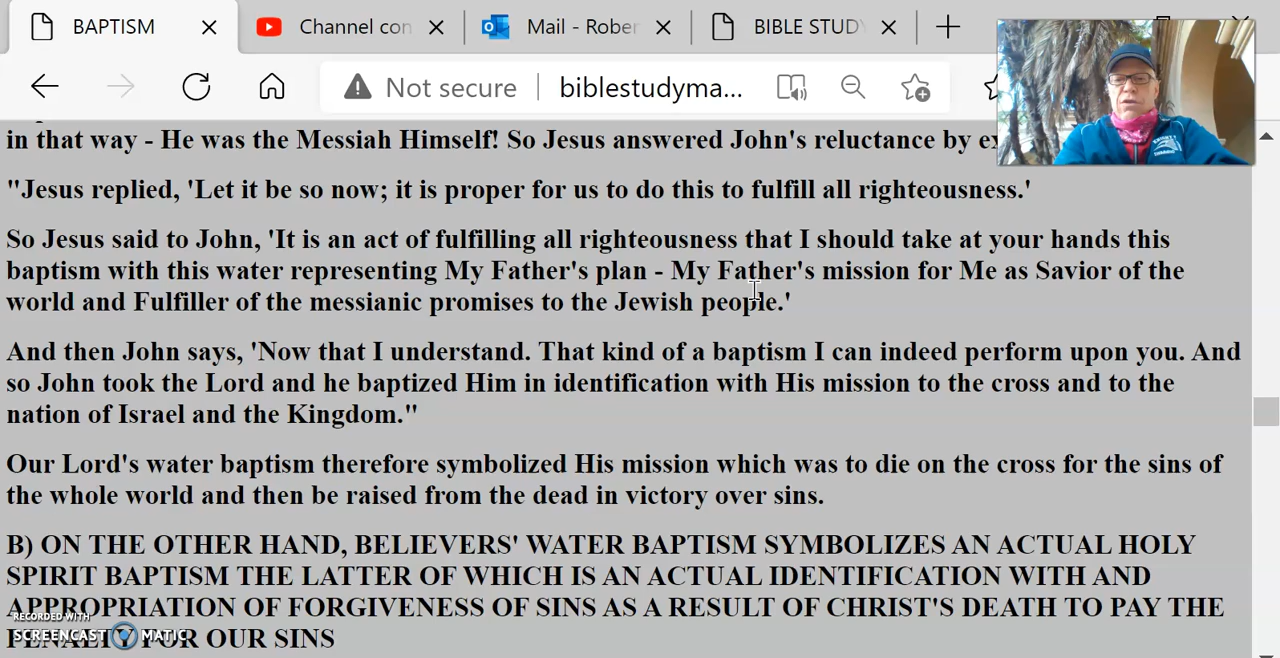 BAPTISM
Channel con
Mail - Rober
BIBLE STUD
Not secure
biblestudyma...
in that way - He was the Messiah Himself! So Jesus answered John's reluctance by ex
"Jesus replied, 'Let it be so now; it is proper for us to do this to fulfill all righteousness.'
So Jesus said to John, 'It is an act of fulfilling all righteousness that I should take at your hands this
baptism with this water representing My Father's plan - My Father's mission for Me as Savior of the
world and Fulfiller of the messianic promises to the Jewish people.'
And then John says, 'Now that I understand. That kind of a baptism I can indeed perform upon you. And
so John took the Lord and he baptized Him in identification with His mission to the cross and to the
nation of Israel and the Kingdom."
Our Lord's water baptism therefore symbolized His mission which was to die on the cross for the sins of
the whole world and then be raised from the dead in victory over sins.
B) ON THE OTHER HAND, BELIEVERS' WATER BAPTISM SYMBOLIZES AN ACTUAL HOLY
SPIRIT BAPTISM THE LATTER OF WHICH IS AN ACTUAL IDENTIFICATION WITH AND
APPROPRIATION OF FORGIVENESS OF SINS AS A RESULT OF CHRIST'S DEATH TO PAY THE
RECORDED WITH
PENALTY FOR OUR SINS
SCREENCAST MATIC